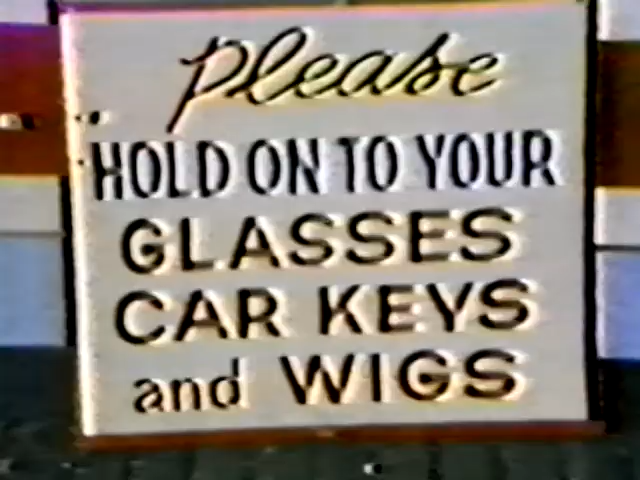 Please
HOLD ON TO YOUR
GLASSES
CAR KEYS
and WIGS